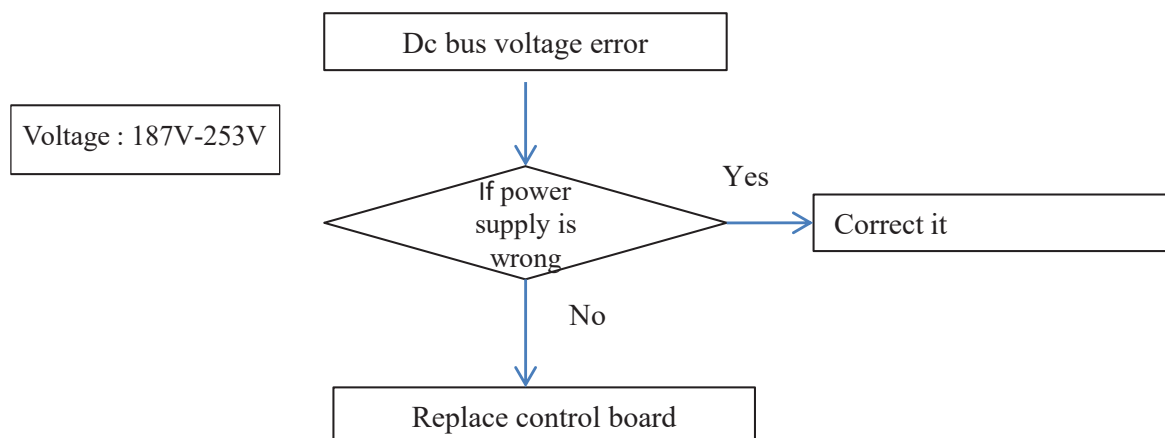 Dc bus voltage error
Voltage : 187V-253V
If power
supply is
wrong
Yes
Correct it
No
Replace control board